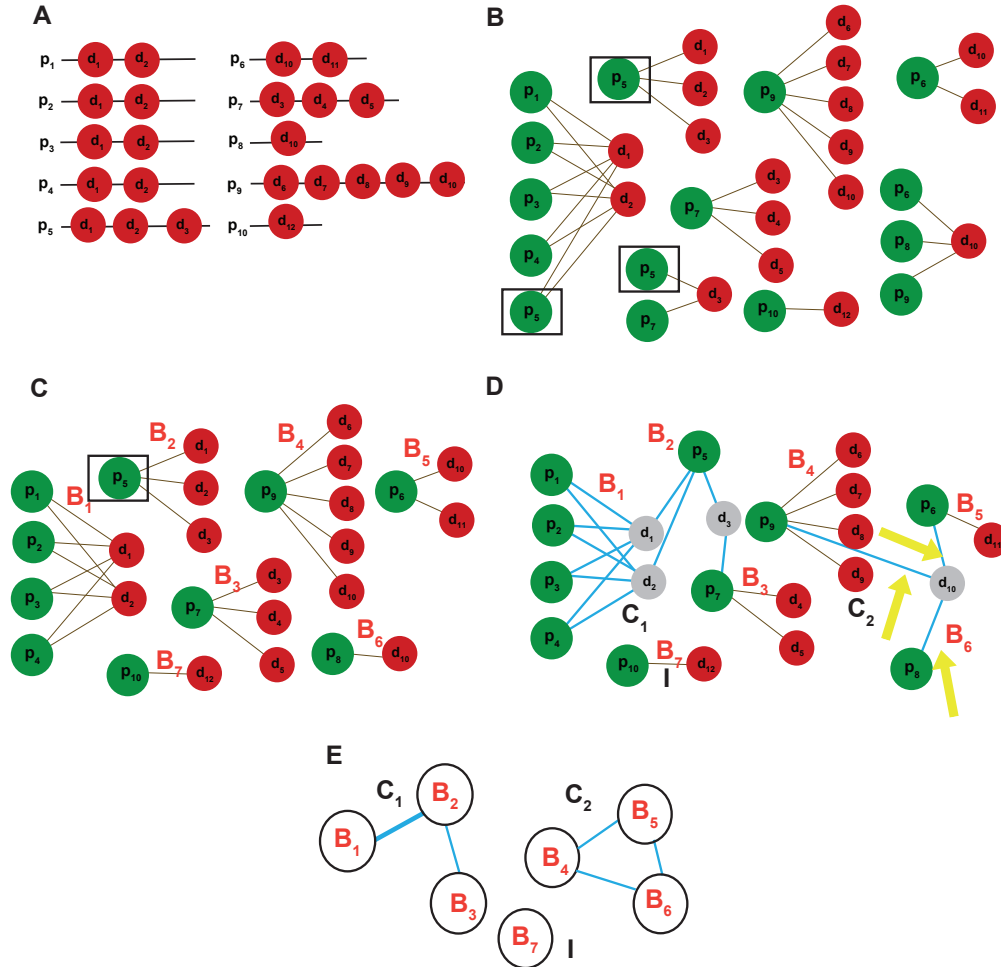 A
p1 d1 d2
p2 d1 d2
p3 d1 d2
p4 d1 d2
p5 d1 d2 d3
p6 d10 d11
p7 d3 d4 d5
p8 d10
p9 d6 d7 d8 d9 d10
p10 d12
B
p1
p2
p3
p4
p5
d1
d2
p5
d1
d2
d3
p9
d6
d7
d8
d9
d10
p6
d10
d11
p7
d3
d4
d5
p5
p7
d3
p10
d12
p6
p8
p9
d10
C
B1
p1
p2
p3
p4
d1
d2
B2
p5
d1
d2
d3
B4
p9
d6
d7
d8
d9
d10
B5
p6
d10
d11
B3
p7
d3
d4
d5
B6
p8
d10
B7
p10
d12
D
B1
p1
p2
p3
p4
d1
d2
C1
B2
p5
d3
B3
p7
d4
d5
B4
p9
d6
d7
d8
d9
C2
B5
p6
d11
d10
B6
p8
B7
p10
d12
I
E
C1
B1
B2
B3
C2
B4
B5
B6
B7
I